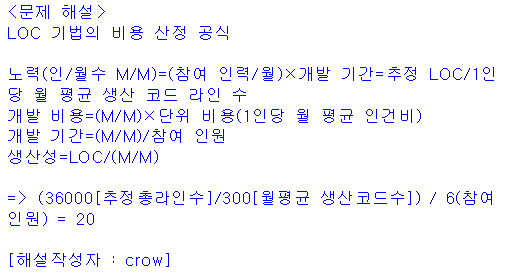 <문제 해설>
LOC 기법의 비용 산정 공식
노력(인/월수 M/M)=(참여 인력/월)×개발 기간=추정 LOC/1인
당 월 평균 생산 코드 라인 수
개발 비용=(M/M)×단위 비용(1인당 월 평균 인건비)
개발 기간=(M/M)/참여 인원
생산성=LOC/(M/M)
=> (36000[추정총라인수]/300[월평균 생산코드수]) / 6(참여
인원) = 20
[해설작성자 : crow]